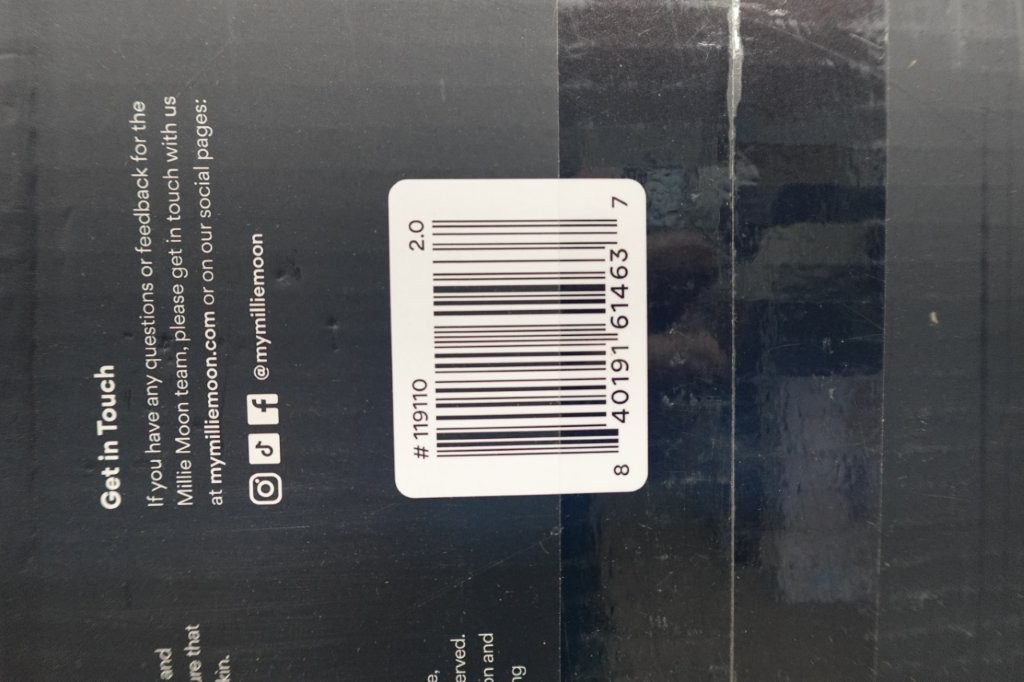 Get in Touch
If you have any questions or feedback for the
Millie Moon team, please get in touch with us
at mymilliemoon.com or on our social pages:
@mymilliemoon
# 119110 2.0
8 40191 61463 7
and
ure that
kin.
e,
erved.
on and
ng